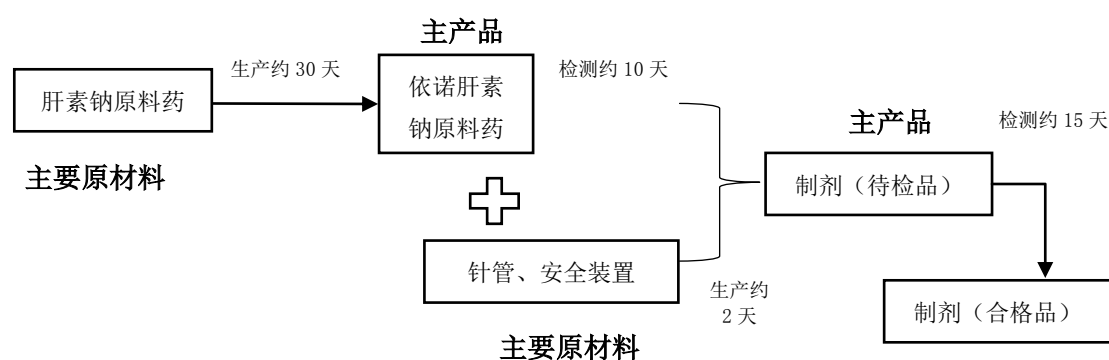 主产品
生产约 30 天
检测约 10 天
肝素钠原料药
依诺肝素
钠原料药
主产品
检测约 15 天
主要原材料
制剂（待检品）
针管、安全装置
生产约
2 天
制剂（合格品）
主要原材料